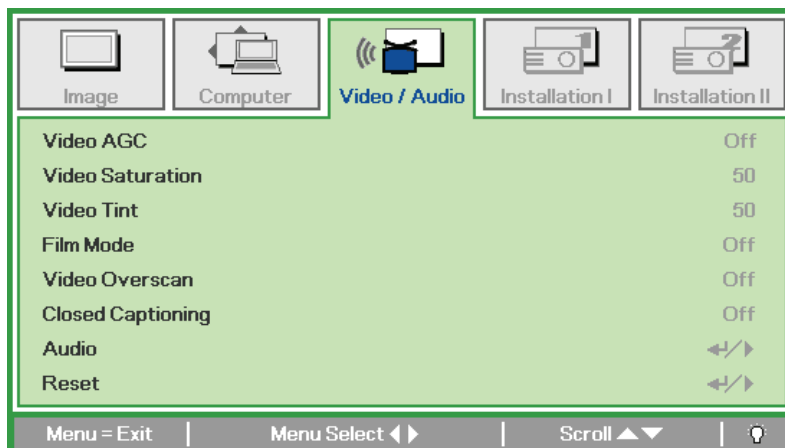 Image Computer Video / Audio Installation I Installation II
Video AGC Off
Video Saturation 50
Video Tint 50
Film Mode Off
Video Overscan Off
Closed Captioning Off
Audio
Reset
Menu = Exit Menu Select Scroll